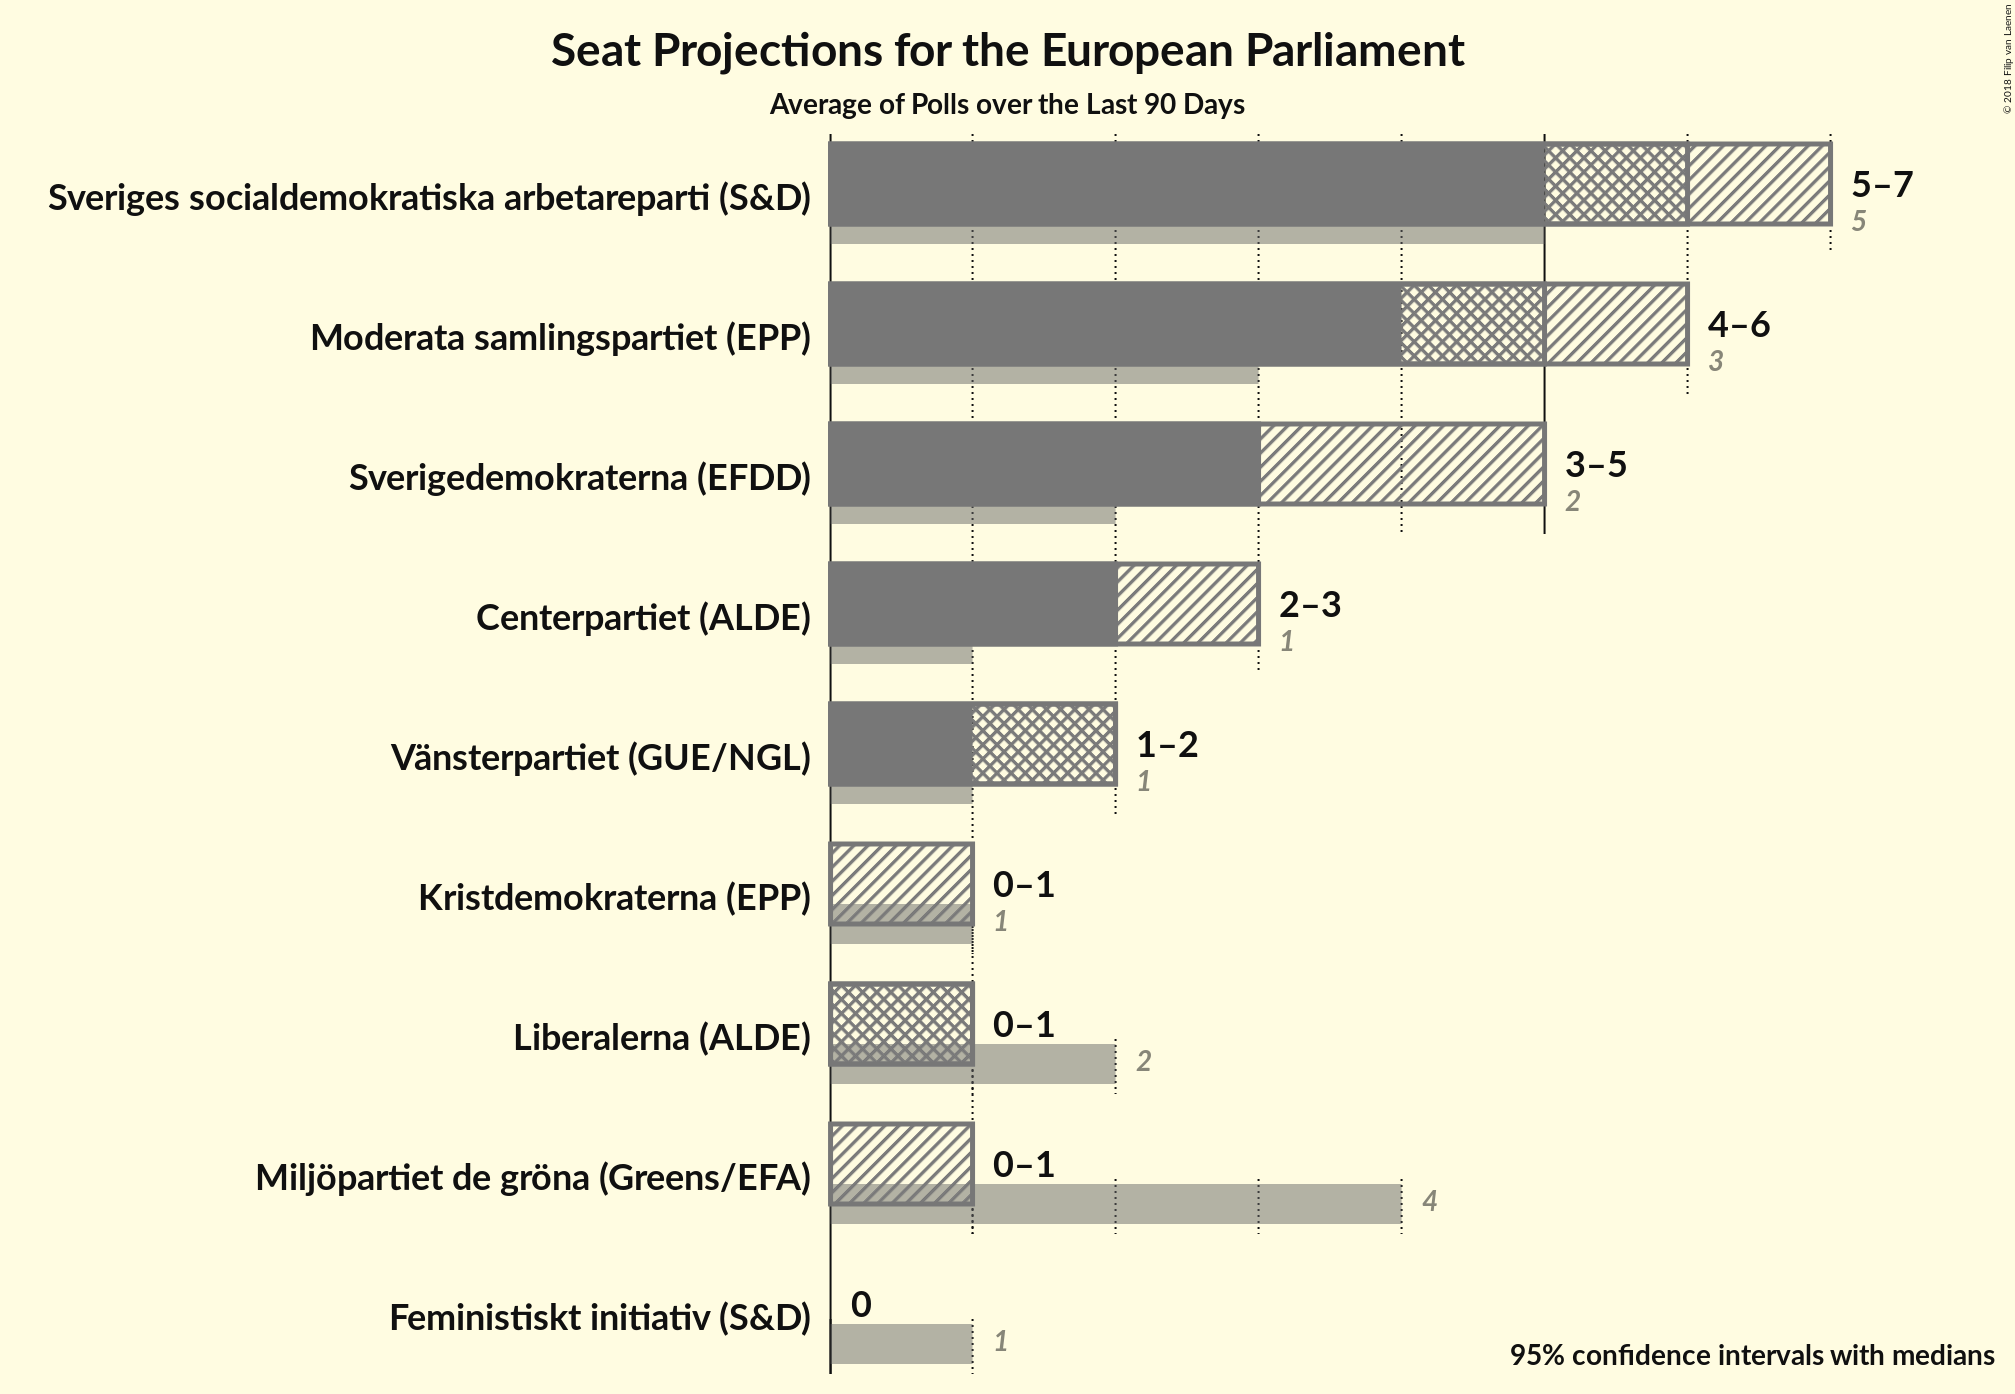 Seat Projections for the European Parliament
Average of Polls over the Last 90 Days
© 2018 Filip van Laenen
Sveriges socialdemokratiska arbetareparti (S&D)
5–7
5
Moderata samlingspartiet (EPP)
4–6
3
Sverigedemokraterna (EFDD)
3–5
2
Centerpartiet (ALDE)
2–3
1
Vänsterpartiet (GUE/NGL)
1–2
1
Kristdemokraterna (EPP)
0–1
1
Liberalerna (ALDE)
0–1
2
Miljöpartiet de gröna (Greens/EFA)
0–1
4
Feministiskt initiativ (S&D)
0
1
95% confidence intervals with medians